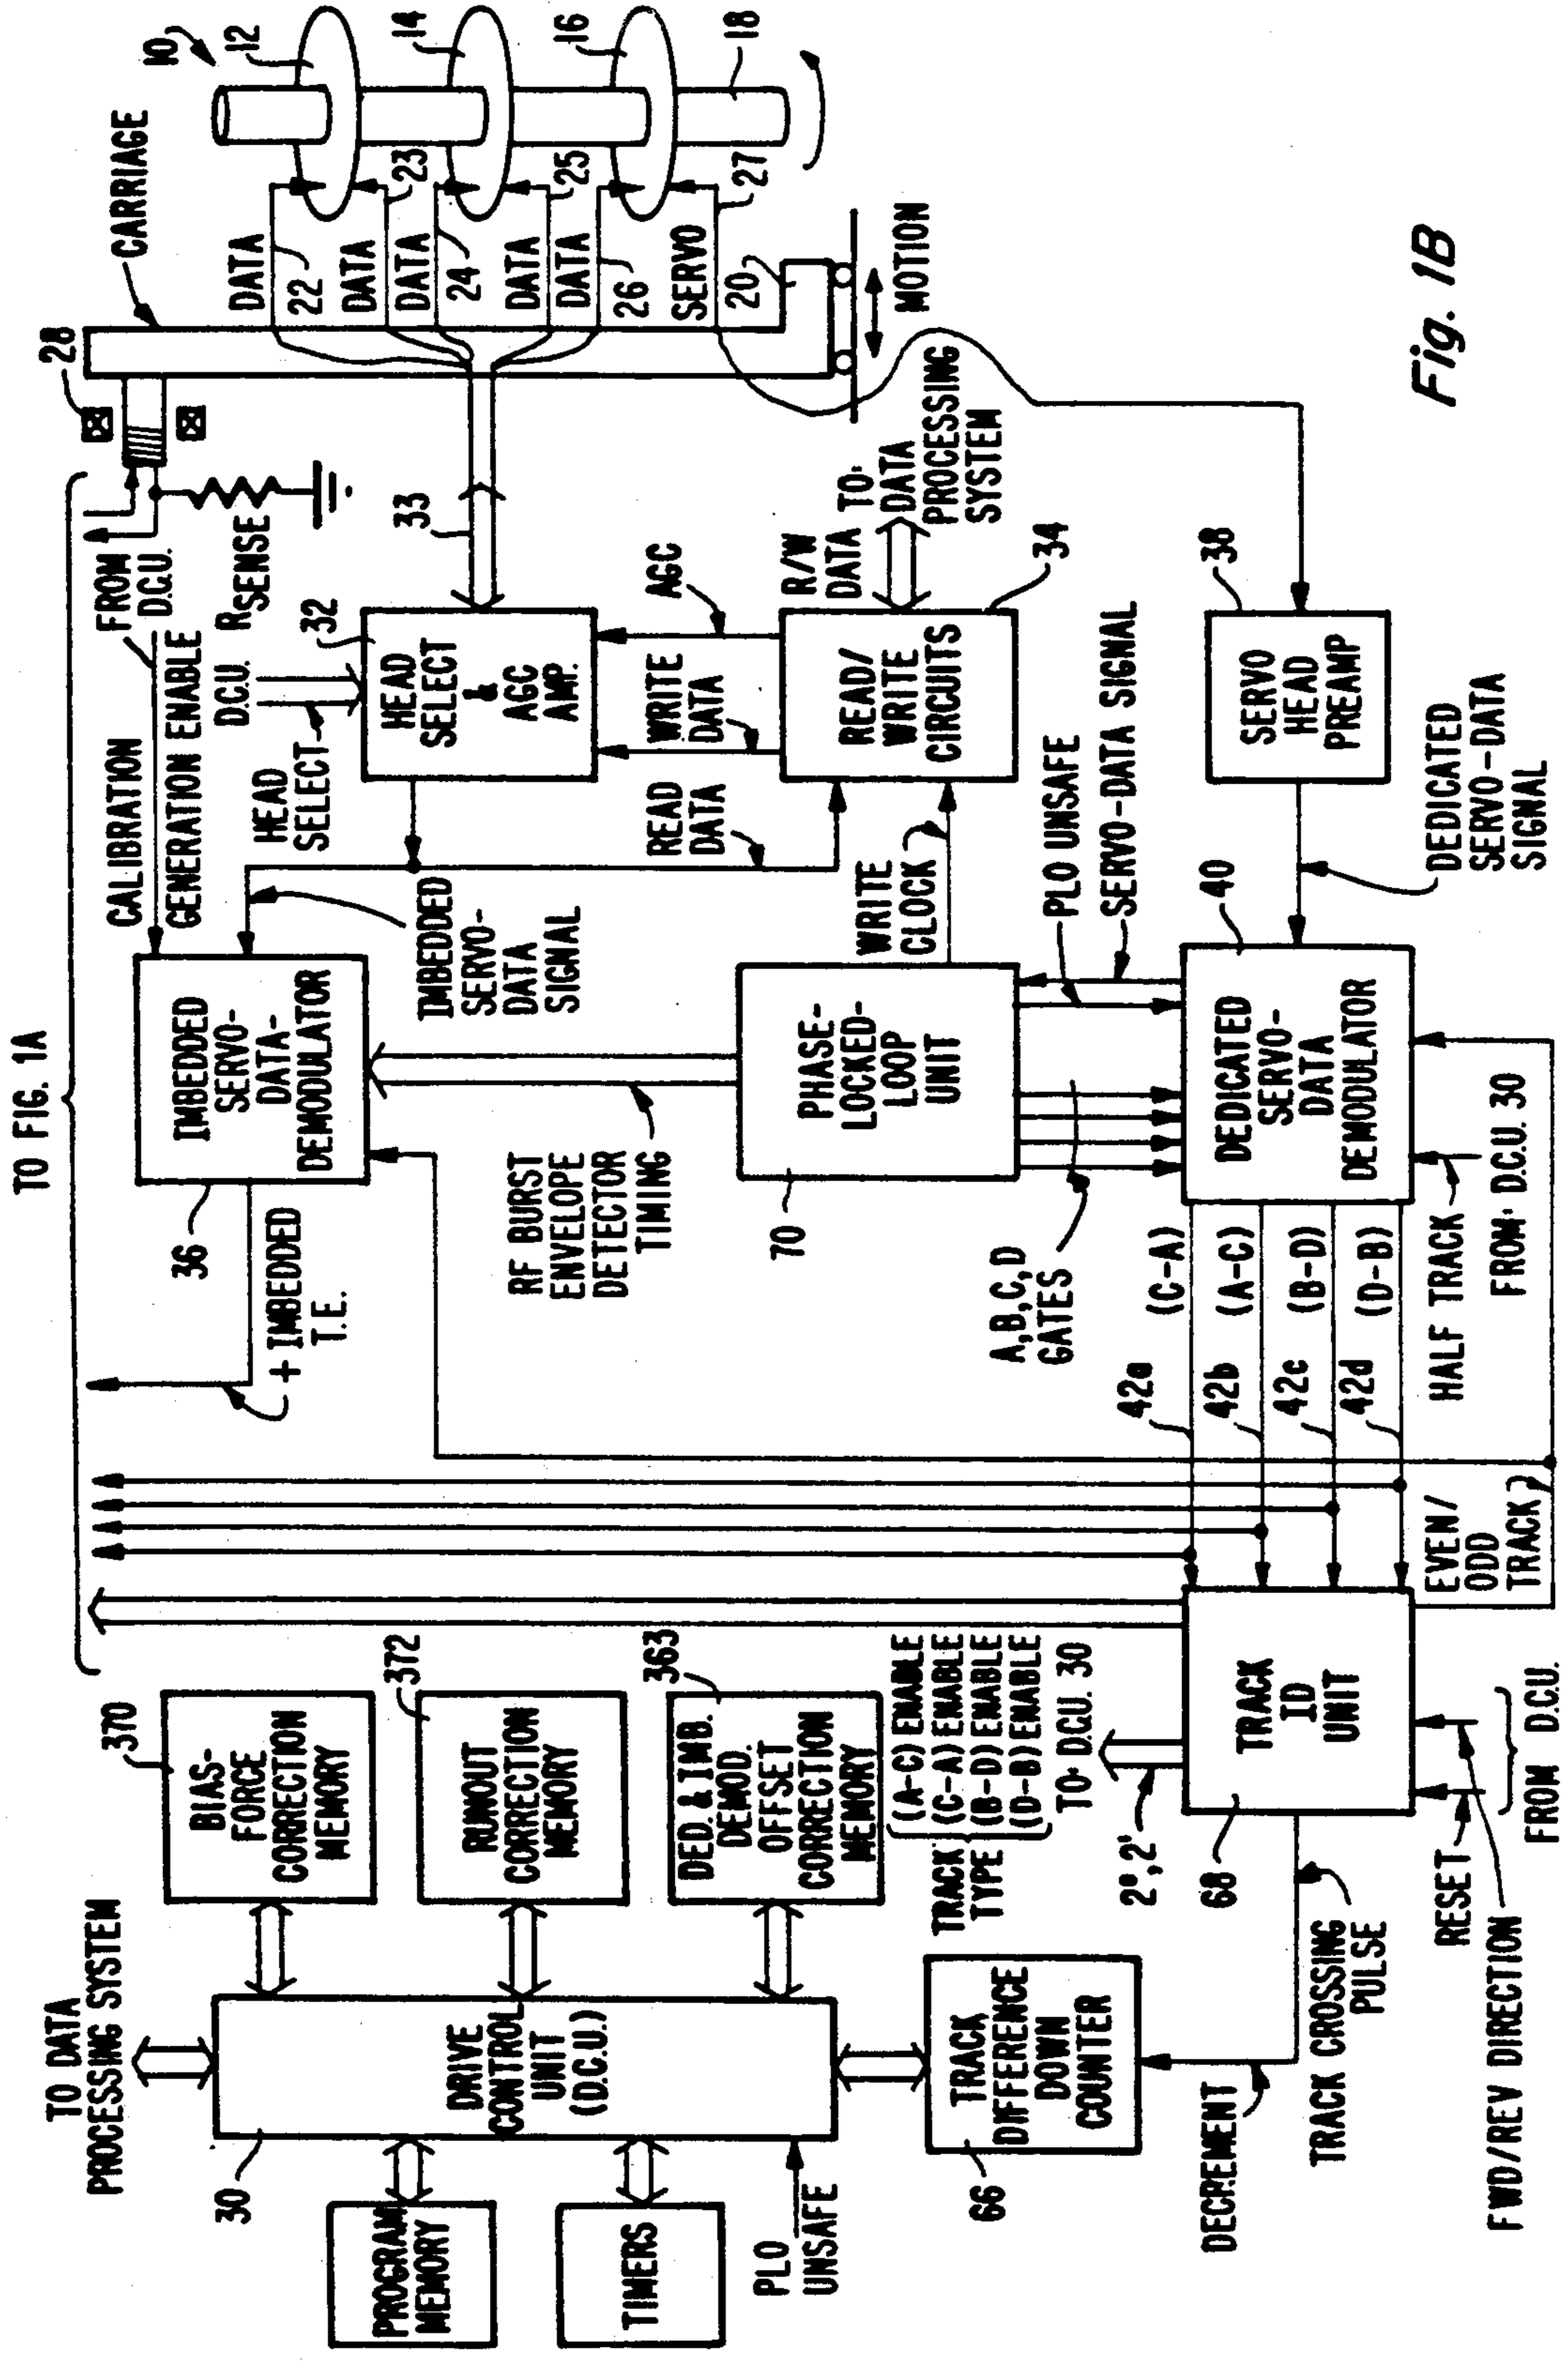 TO FIG. 1A
TO DATA
PROCESSING SYSTEM
30
PROGRAM
MEMORY
TIMERS
PLO
UNSAFE
DRIVE
CONTROL
UNIT
(D.C.U.)
370
BIAS-
FORCE
CORRECTION
MEMORY
372
RUNOUT
CORRECTION
MEMORY
363
DED. & IMB.
DEMOD.
OFFSET
CORRECTION
MEMORY
66
TRACK
DIFFERENCE
DOWN
COUNTER
DECREMENT
TRACK CROSSING
PULSE
TRACK
TYPE
(A-C) ENABLE
(C-A) ENABLE
(B-D) ENABLE
(D-B) ENABLE
TO D.C.U. 30
2⁰, 2¹
68
TRACK
ID
UNIT
RESET
FWD/REV DIRECTION
FROM D.C.U.
EVEN/
ODD
TRACK
42a
(C-A)
42b
(A-C)
42c
(B-D)
42d
(D-B)
HALF TRACK
FROM D.C.U. 30
+ IMBEDDED
T.E.
36
IMBEDDED
SERVO-
DATA-
DEMODULATOR
RF BURST
ENVELOPE
DETECTOR
TIMING
70
PHASE-
LOCKED-
LOOP
UNIT
A,B,C,D
GATES
DEDICATED
SERVO-
DATA
DEMODULATOR
40
PLO UNSAFE
SERVO-DATA SIGNAL
WRITE
CLOCK
IMBEDDED
SERVO-
DATA
SIGNAL
CALIBRATION
GENERATION ENABLE
FROM
D.C.U.
HEAD
SELECT
D.C.U.
READ
DATA
32
HEAD
SELECT
&
AGC
AMP.
WRITE
DATA
AGC
READ/
WRITE
CIRCUITS
34
R/W
DATA
TO
DATA
PROCESSING
SYSTEM
33
RSENSE
28
CARRIAGE
DATA
22
DATA
23
DATA
24
DATA
25
DATA
26
SERVO
27
20
MOTION
10
12
14
16
18
38
SERVO
HEAD
PREAMP
DEDICATED
SERVO-DATA
SIGNAL
Fig. 1B